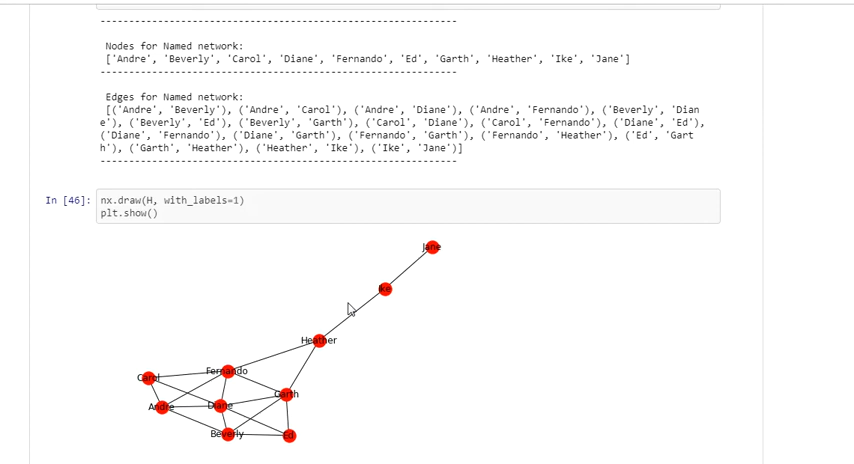 ------------------------------------------------------------
Nodes for Named network:
['Andre', 'Beverly', 'Carol', 'Diane', 'Fernando', 'Ed', 'Garth', 'Heather', 'Ike', 'Jane']
------------------------------------------------------------
Edges for Named network:
[('Andre', 'Beverly'), ('Andre', 'Carol'), ('Andre', 'Diane'), ('Andre', 'Fernando'), ('Beverly', 'Dian
e'), ('Beverly', 'Ed'), ('Beverly', 'Garth'), ('Carol', 'Diane'), ('Carol', 'Fernando'), ('Diane', 'Ed'),
('Diane', 'Fernando'), ('Diane', 'Garth'), ('Fernando', 'Garth'), ('Fernando', 'Heather'), ('Ed', 'Gart
h'), ('Garth', 'Heather'), ('Heather', 'Ike'), ('Ike', 'Jane')]
------------------------------------------------------------
In [46]: nx.draw(H, with_labels=1)
plt.show()
Jane
Ike
Heather
Fernando
Carol
Garth
Andre
Diane
Beverly
Ed